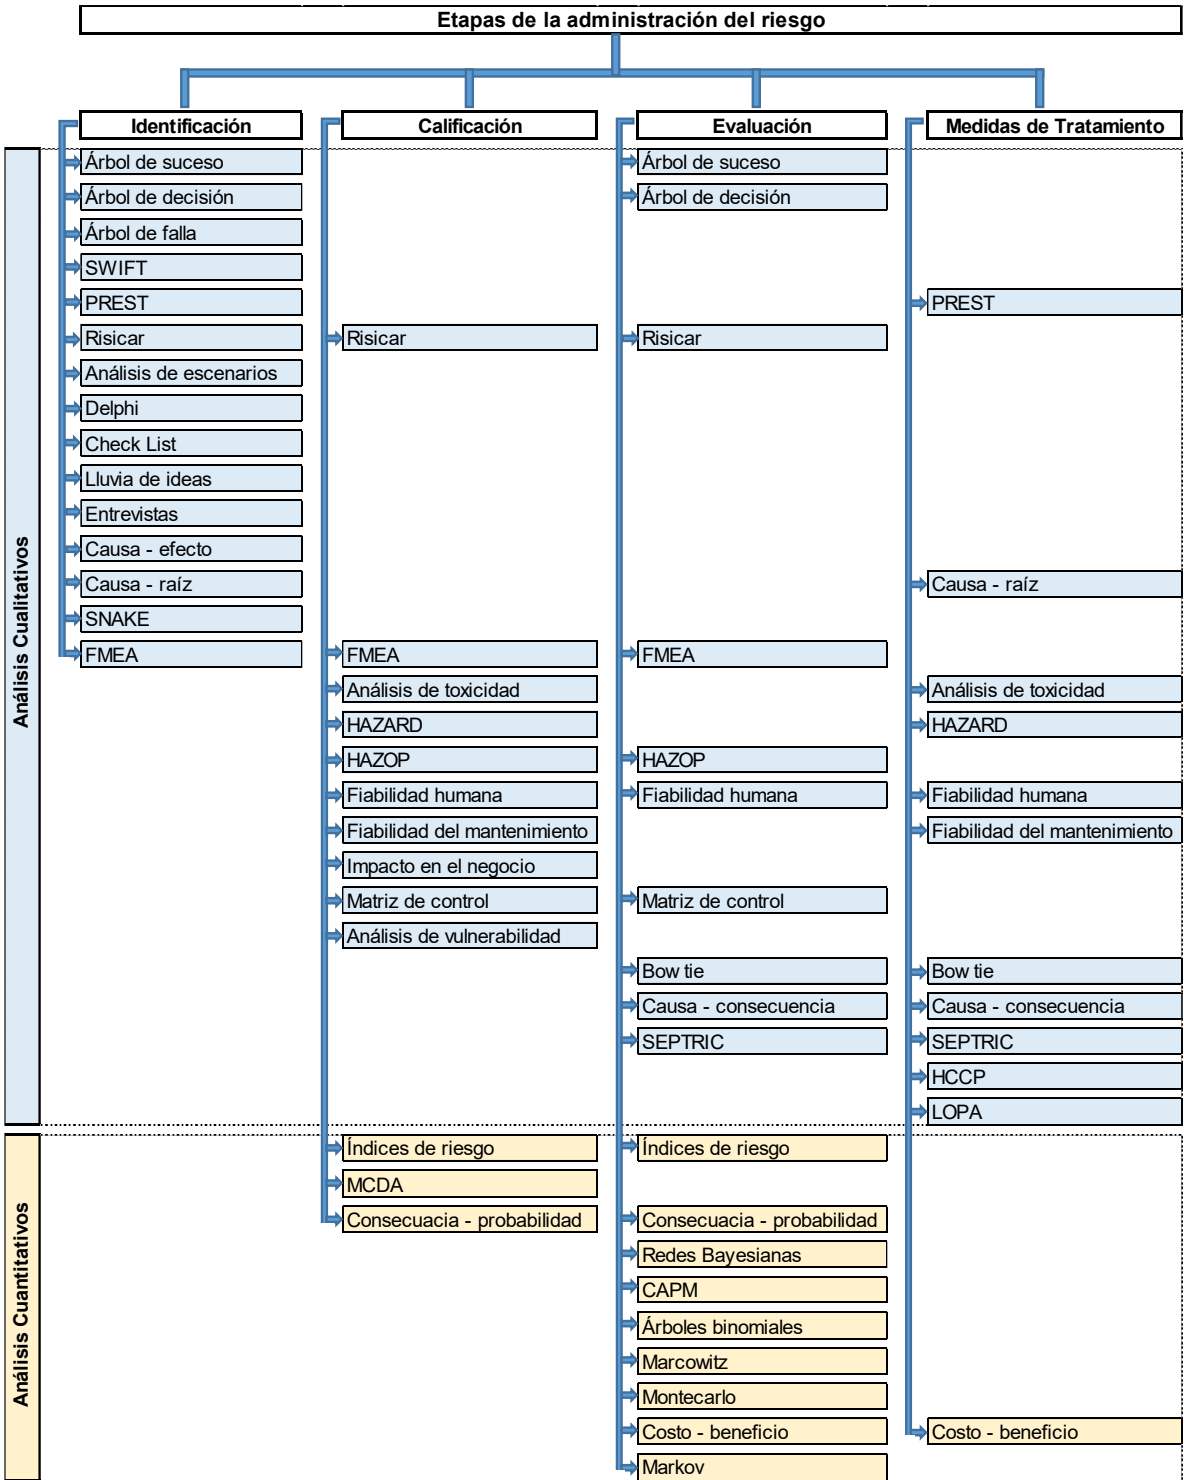 Etapas de la administración del riesgo
Identificación
Calificación
Evaluación
Medidas de Tratamiento
Análisis Cualitativos
Árbol de suceso
Árbol de suceso
Árbol de decisión
Árbol de decisión
Árbol de falla
SWIFT
PREST
PREST
Risicar
Risicar
Risicar
Análisis de escenarios
Delphi
Check List
Lluvia de ideas
Entrevistas
Causa - efecto
Causa - raíz
Causa - raíz
SNAKE
FMEA
FMEA
FMEA
Análisis de toxicidad
Análisis de toxicidad
HAZARD
HAZARD
HAZOP
HAZOP
Fiabilidad humana
Fiabilidad humana
Fiabilidad humana
Fiabilidad del mantenimiento
Fiabilidad del mantenimiento
Impacto en el negocio
Matriz de control
Matriz de control
Análisis de vulnerabilidad
Bow tie
Bow tie
Causa - consecuencia
Causa - consecuencia
SEPTRIC
SEPTRIC
HCCP
LOPA
Análisis Cuantitativos
Índices de riesgo
Índices de riesgo
MCDA
Consecuacia - probabilidad
Consecuacia - probabilidad
Redes Bayesianas
CAPM
Árboles binomiales
Marcowitz
Montecarlo
Costo - beneficio
Costo - beneficio
Markov